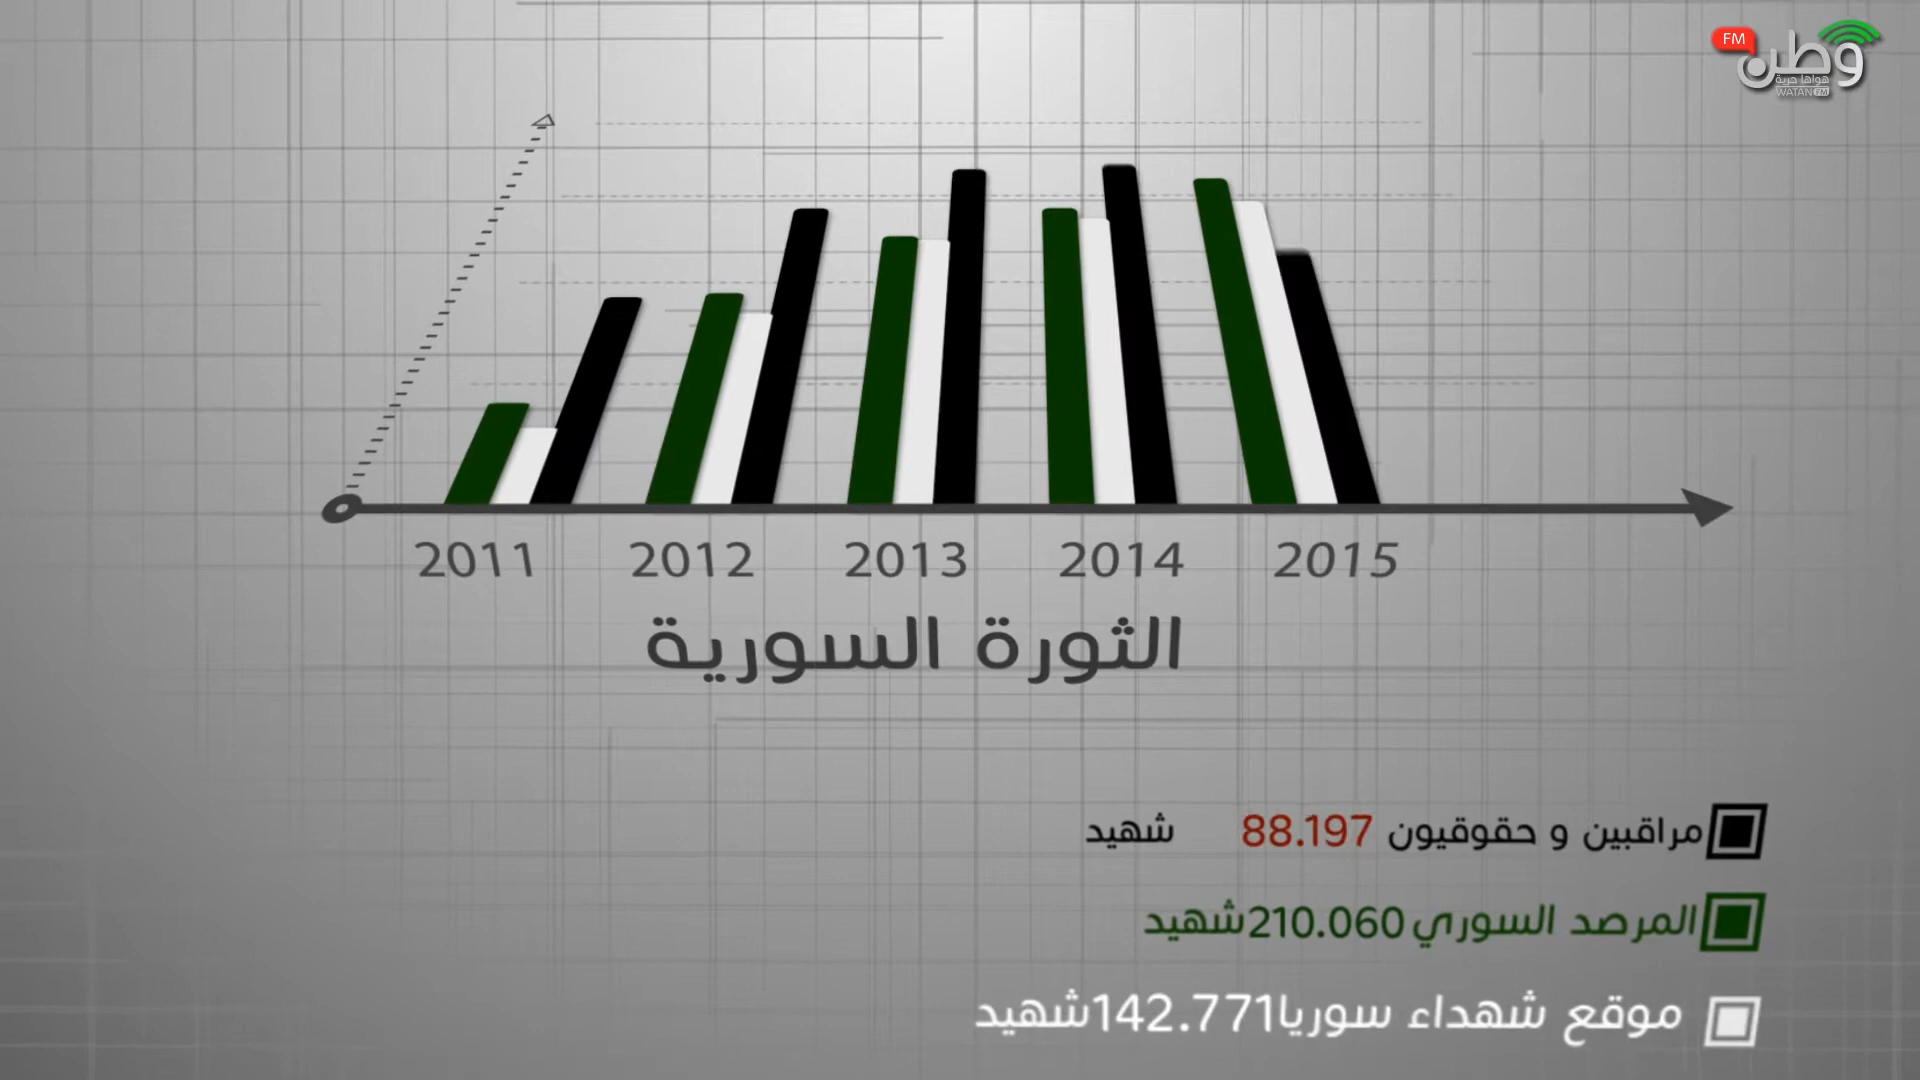 FM
وطن
هواها حرية
WATAN FM
2011 2012 2013 2014 2015
الثورة السورية
مراقبين و حقوقيون 88.197 شهيد
المرصد السوري 210.060 شهيد
موقع شهداء سوريا 142.771 شهيد